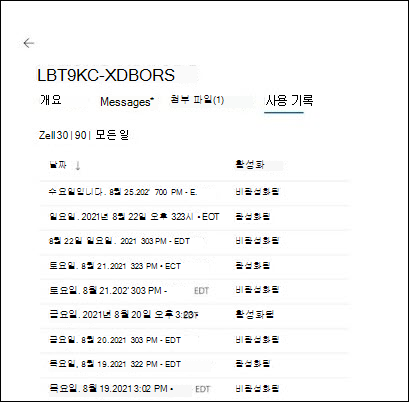 ←
LBT9KC-XDBORS
개요 Messages* 첨부 파일(1) 사용 기록
Zell30| 90| 모든 일
날짜 ↓ 활성화
수요일입니다. 8월 25.202' 700 PM - E. 비활성화됨
일요일. 2021년 8월 22일 오후 323시 • EOT 비활성화됨
8월 22일 일요일. 2021 303 PM - EDT 비활성화됨
토요일. 8월 21.2021 323 PM • ECT 활성화됨
토요일. 8월 21.202' 303 PM - EDT 비활성화됨
금요일. 2021년 8월 20일 오후 3:23- 활성화됨
금요일. 8월 20.2021 303 PM - EDT 비활성화됨
목요일, 8월 19.2021 322 PM - EDT 비활성화됨
목요일. 8월 19.2021 3:02 PM • EDT 비활성화됨